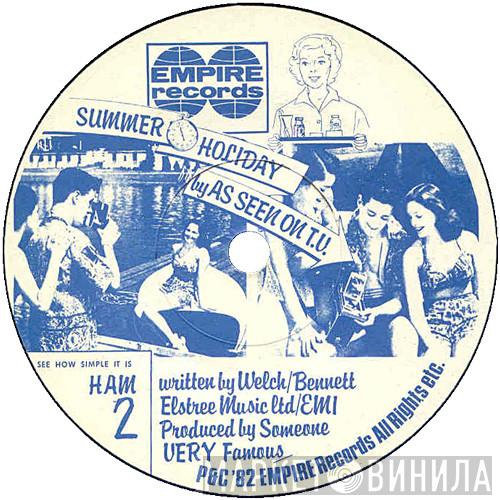 EMPIRE
records
SUMMER HOLIDAY
by AS SEEN ON T.V.
SEE HOW SIMPLE IT IS
HAM
2
written by Welch/Bennett
Elstree Music ltd/EMI
Produced by Someone
VERY Famous
P&C '82 EMPIRE Records All Rights etc.
МАРКЕТ ВИНИЛА